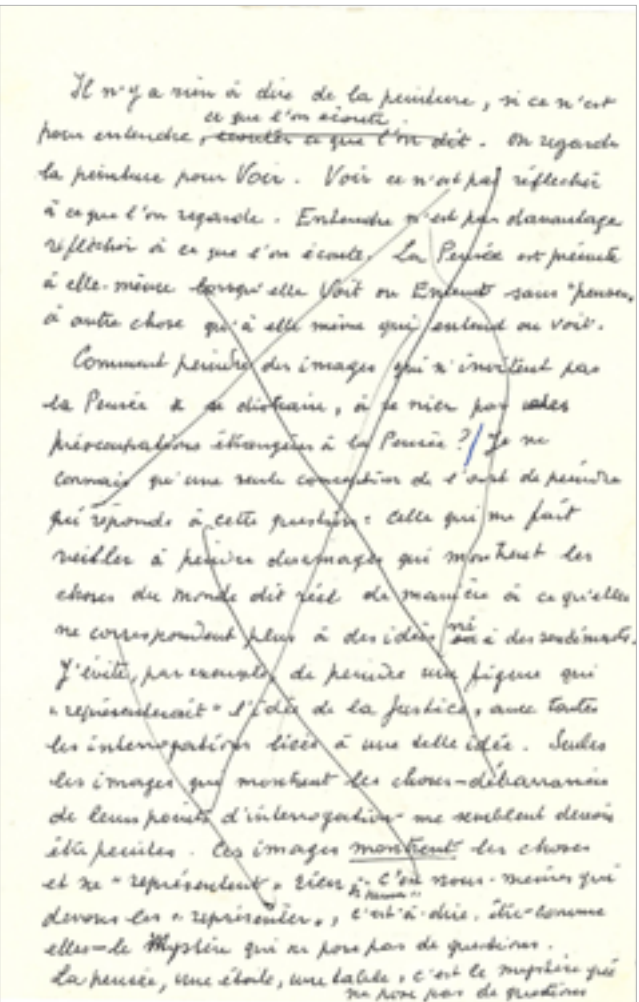 Il n'y a rien à dire de la peinture, si ce n'est
ce que l'on écoute.
pour entendre, écouter ce que l'on dit. On regarde
la peinture pour Voir. Voir ce n'est pas réfléchir
à ce que l'on regarde. Entendre n'est pas davantage
réfléchir à ce que l'on écoute. La Pensée est présente
à elle-même lorsqu'elle Voit ou Entend sans "penser"
à autre chose qu'à elle même qui entend ou voit.
Comment peindre des images qui n'invitent pas
la Pensée à se distraire, à se nier par des
préoccupations étrangères à la Pensée ? / Je ne
connais qu'une seule conception de l'art de peindre
qui réponde à cette question : celle qui me fait
veiller à peindre des images qui montrent les
choses du monde dit réel de manière à ce qu'elles
ne correspondent plus à des idées ni à des sentiments.
J'évite, par exemple, de peindre une figure qui
"représenterait" l'idée de la Justice, avec toutes
les interrogations liées à une telle idée. Seules
les images qui montrent les choses - débarrassées
de leurs points d'interrogation - me semblent devoir
être peintes. Ces images montrent les choses
et ne "représentent" rien : c'est nous-mêmes qui
devons les "représenter", c'est-à-dire, être - comme
elles - le Mystère qui ne pose pas de questions.
La pensée, une étoile, une table, c'est le mystère qui
ne pose pas de questions